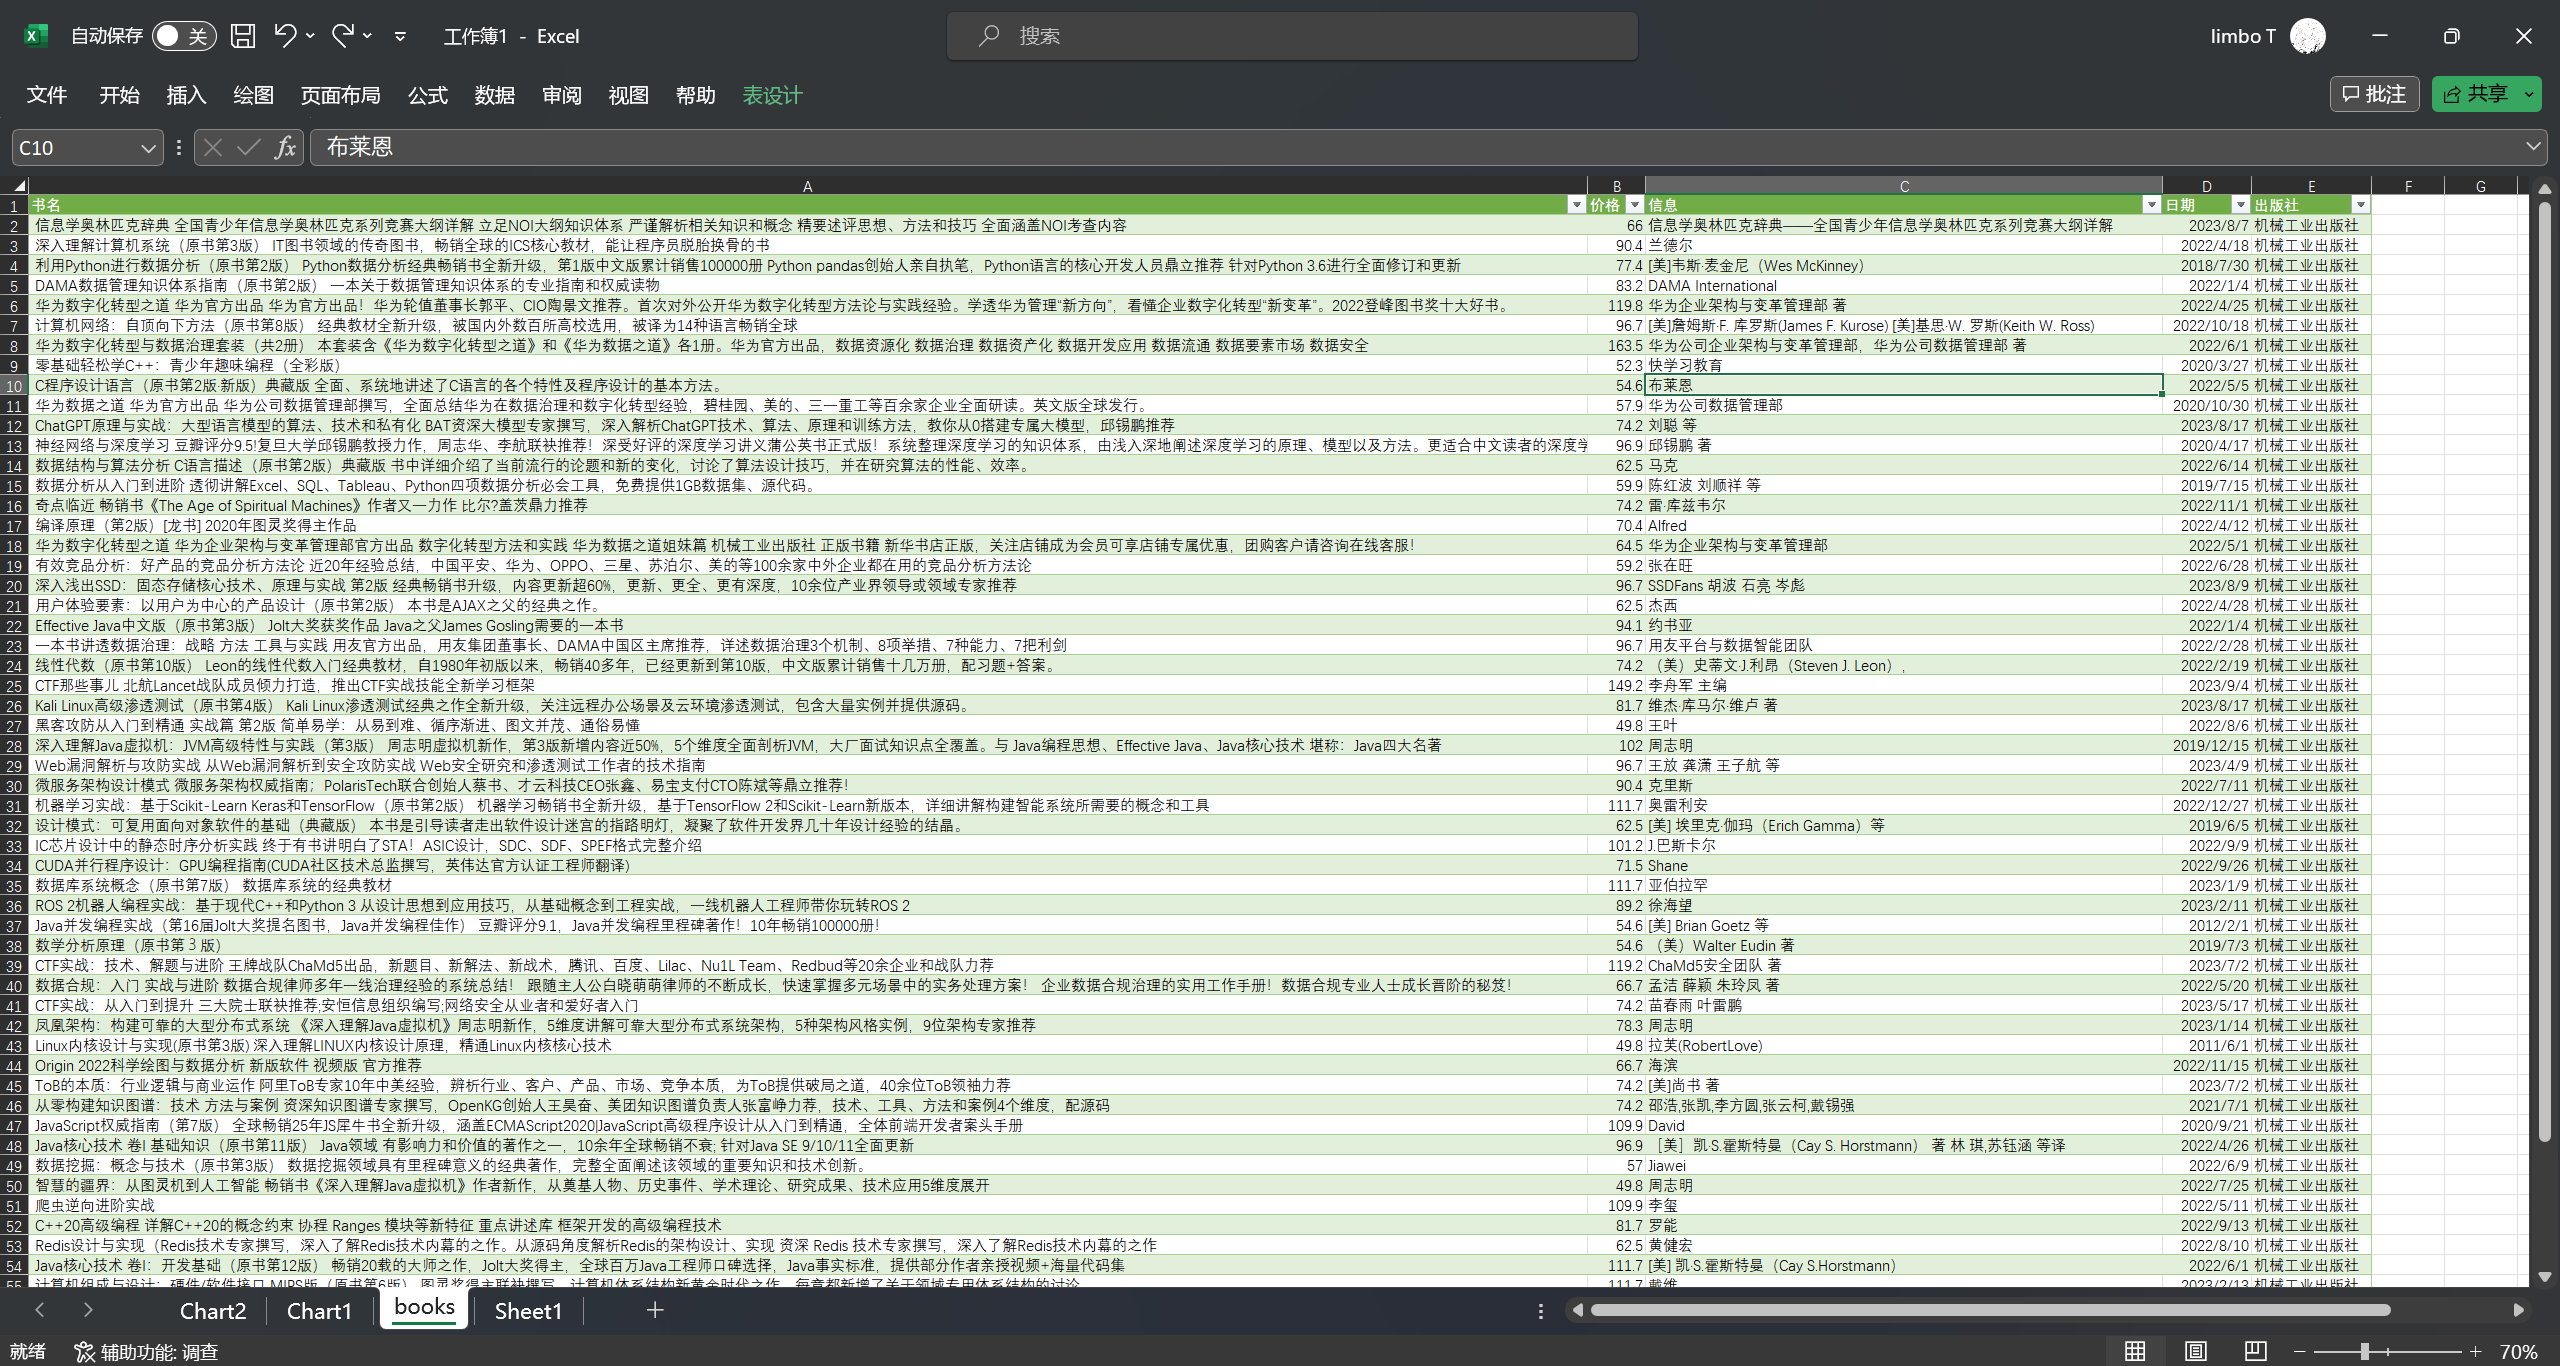 自动保存 关 工作簿1 - Excel 搜索 limbo T
文件 开始 插入 绘图 页面布局 公式 数据 审阅 视图 帮助 表设计 批注 共享
C10 fx 布莱恩
A B C D E F G
1 书名 价格 信息 日期 出版社
2 信息学奥林匹克辞典 全国青少年信息学奥林匹克系列竞赛大纲详解 立足NOI大纲知识体系 严谨解析相关知识和概念 精要述评思想、方法和技巧 全面涵盖NOI考查内容 66 信息学奥林匹克辞典——全国青少年信息学奥林匹克系列竞赛大纲详解 2023/8/7 机械工业出版社
3 深入理解计算机系统（原书第3版） IT图书领域的传奇图书，畅销全球的ICS核心教材，能让程序员脱胎换骨的书 90.4 兰德尔 2022/4/18 机械工业出版社
4 利用Python进行数据分析（原书第2版） Python数据分析经典畅销书全新升级，第1版中文版累计销售100000册 Python pandas创始人亲自执笔，Python语言的核心开发人员鼎立推荐 针对Python 3.6进行全面修订和更新 77.4 [美]韦斯·麦金尼（Wes McKinney） 2018/7/30 机械工业出版社
5 DAMA数据管理知识体系指南（原书第2版） 一本关于数据管理知识体系的专业指南和权威读物 83.2 DAMA International 2022/1/4 机械工业出版社
6 华为数字化转型之道 华为官方出品 华为官方出品！华为轮值董事长郭平、CIO陶景文推荐。首次对外公开华为数字化转型方法论与实践经验。学透华为管理“新方向”，看懂企业数字化转型“新变革”。2022登峰图书奖十大好书。 119.8 华为企业架构与变革管理部 著 2022/4/25 机械工业出版社
7 计算机网络：自顶向下方法（原书第8版） 经典教材全新升级，被国内外数百所高校选用，被译为14种语言畅销全球 96.7 [美]詹姆斯·F. 库罗斯(James F. Kurose) [美]基思·W. 罗斯(Keith W. Ross) 2022/10/18 机械工业出版社
8 华为数字化转型与数据治理套装（共2册） 本套装含《华为数字化转型之道》和《华为数据之道》各1册。华为官方出品，数据资源化 数据治理 数据资产化 数据开发应用 数据流通 数据要素市场 数据安全 163.5 华为公司企业架构与变革管理部，华为公司数据管理部 著 2022/6/1 机械工业出版社
9 零基础轻松学C++：青少年趣味编程（全彩版） 52.3 快学习教育 2020/3/27 机械工业出版社
10 C程序设计语言（原书第2版·新版）典藏版 全面、系统地讲述了C语言的各个特性及程序设计的基本方法。 54.6 布莱恩 2022/5/5 机械工业出版社
11 华为数据之道 华为官方出品 华为公司数据管理部撰写，全面总结华为在数据治理和数字化转型经验，碧桂园、美的、三一重工等百余家企业全面研读。英文版全球发行。 57.9 华为公司数据管理部 2020/10/30 机械工业出版社
12 ChatGPT原理与实战：大型语言模型的算法、技术和私有化 BAT资深大模型专家撰写，深入解析ChatGPT技术、算法、原理和训练方法，教你从0搭建专属大模型，邱锡鹏推荐 74.2 刘聪 等 2023/8/17 机械工业出版社
13 神经网络与深度学习 豆瓣评分9.5!复旦大学邱锡鹏教授力作，周志华、李航联袂推荐！深受好评的深度学习讲义蒲公英书正式版！系统整理深度学习的知识体系，由浅入深地阐述深度学习的原理、模型以及方法。更适合中文读者的深度学 96.9 邱锡鹏 著 2020/4/17 机械工业出版社
14 数据结构与算法分析 C语言描述（原书第2版）典藏版 书中详细介绍了当前流行的论题和新的变化，讨论了算法设计技巧，并在研究算法的性能、效率。 62.5 马克 2022/6/14 机械工业出版社
15 数据分析从入门到进阶 透彻讲解Excel、SQL、Tableau、Python四项数据分析必会工具，免费提供1GB数据集、源代码。 59.9 陈红波 刘顺祥 等 2019/7/15 机械工业出版社
16 奇点临近 畅销书《The Age of Spiritual Machines》作者又一力作 比尔?盖茨鼎力推荐 74.2 雷·库兹韦尔 2022/11/1 机械工业出版社
17 编译原理（第2版）[龙书] 2020年图灵奖得主作品 70.4 Alfred 2022/4/12 机械工业出版社
18 华为数字化转型之道 华为企业架构与变革管理部官方出品 数字化转型方法和实践 华为数据之道姐妹篇 机械工业出版社 正版书籍 新华书店正版，关注店铺成为会员可享店铺专属优惠，团购客户请咨询在线客服！ 64.5 华为企业架构与变革管理部 2022/5/1 机械工业出版社
19 有效竞品分析：好产品的竞品分析方法论 近20年经验总结，中国平安、华为、OPPO、三星、苏泊尔、美的等100余家中外企业都在用的竞品分析方法论 59.2 张在旺 2022/6/28 机械工业出版社
20 深入浅出SSD：固态存储核心技术、原理与实战 第2版 经典畅销书升级，内容更新超60%，更新、更全、更有深度，10余位产业界领导或领域专家推荐 96.7 SSDFans 胡波 石亮 岑彪 2023/8/9 机械工业出版社
21 用户体验要素：以用户为中心的产品设计（原书第2版） 本书是AJAX之父的经典之作。 62.5 杰西 2022/4/28 机械工业出版社
22 Effective Java中文版（原书第3版） Jolt大奖获奖作品 Java之父James Gosling需要的一本书 94.1 约书亚 2022/1/4 机械工业出版社
23 一本书讲透数据治理：战略 方法 工具与实践 用友官方出品，用友集团董事长、DAMA中国区主席推荐，详述数据治理3个机制、8项举措、7种能力、7把利剑 96.7 用友平台与数据智能团队 2022/2/28 机械工业出版社
24 线性代数（原书第10版） Leon的线性代数入门经典教材，自1980年初版以来，畅销40多年，已经更新到第10版，中文版累计销售十几万册，配习题+答案。 74.2 （美）史蒂文·J.利昂（Steven J. Leon）, 2022/2/19 机械工业出版社
25 CTF那些事儿 北航Lancet战队成员倾力打造，推出CTF实战技能全新学习框架 149.2 李舟军 主编 2023/9/4 机械工业出版社
26 Kali Linux高级渗透测试（原书第4版） Kali Linux渗透测试经典之作全新升级，关注远程办公场景及云环境渗透测试，包含大量实例并提供源码。 81.7 维杰·库马尔·维卢 著 2023/8/17 机械工业出版社
27 黑客攻防从入门到精通 实战篇 第2版 简单易学：从易到难、循序渐进、图文并茂、通俗易懂 49.8 王叶 2022/8/6 机械工业出版社
28 深入理解Java虚拟机：JVM高级特性与实践（第3版） 周志明虚拟机新作，第3版新增内容近50%，5个维度全面剖析JVM，大厂面试知识点全覆盖。与 Java编程思想、Effective Java、Java核心技术 堪称：Java四大名著 102 周志明 2019/12/15 机械工业出版社
29 Web漏洞解析与攻防实战 从Web漏洞解析到安全攻防实战 Web安全研究和渗透测试工作者的技术指南 96.7 王放 龚潇 王子航 等 2023/4/9 机械工业出版社
30 微服务架构设计模式 微服务架构权威指南；PolarisTech联合创始人蔡书、才云科技CEO张鑫、易宝支付CTO陈斌等鼎立推荐！ 90.4 克里斯 2022/7/11 机械工业出版社
31 机器学习实战：基于Scikit-Learn Keras和TensorFlow（原书第2版） 机器学习畅销书全新升级，基于TensorFlow 2和Scikit-Learn新版本，详细讲解构建智能系统所需要的概念和工具 111.7 奥雷利安 2022/12/27 机械工业出版社
32 设计模式：可复用面向对象软件的基础（典藏版） 本书是引导读者走出软件设计迷宫的指路明灯，凝聚了软件开发界几十年设计经验的结晶。 62.5 [美] 埃里克·伽玛（Erich Gamma）等 2019/6/5 机械工业出版社
33 IC芯片设计中的静态时序分析实践 终于有书讲明白了STA！ASIC设计，SDC、SDF、SPEF格式完整介绍 101.2 J.巴斯卡尔 2022/9/9 机械工业出版社
34 CUDA并行程序设计：GPU编程指南(CUDA社区技术总监撰写，英伟达官方认证工程师翻译) 71.5 Shane 2022/9/26 机械工业出版社
35 数据库系统概念（原书第7版） 数据库系统的经典教材 111.7 亚伯拉罕 2023/1/9 机械工业出版社
36 ROS 2机器人编程实战：基于现代C++和Python 3 从设计思想到应用技巧，从基础概念到工程实战，一线机器人工程师带你玩转ROS 2 89.2 徐海望 2023/2/11 机械工业出版社
37 Java并发编程实战（第16届Jolt大奖提名图书，Java并发编程佳作） 豆瓣评分9.1，Java并发编程里程碑著作！10年畅销100000册！ 54.6 [美] Brian Goetz 等 2012/2/1 机械工业出版社
38 数学分析原理（原书第３版） 54.6 （美）Walter Eudin 著 2019/7/3 机械工业出版社
39 CTF实战：技术、解题与进阶 王牌战队ChaMd5出品，新题目、新解法、新战术，腾讯、百度、Lilac、Nu1L Team、Redbud等20余企业和战队力荐 119.2 ChaMd5安全团队 著 2023/7/2 机械工业出版社
40 数据合规：入门 实战与进阶 数据合规律师多年一线治理经验的系统总结！ 跟随主人公白晓萌萌律师的不断成长，快速掌握多元场景中的实务处理方案！ 企业数据合规治理的实用工作手册！数据合规专业人士成长晋阶的秘笈！ 66.7 孟洁 薛颖 朱玲凤 著 2022/5/20 机械工业出版社
41 CTF实战：从入门到提升 三大院士联袂推荐;安恒信息组织编写;网络安全从业者和爱好者入门 74.2 苗春雨 叶雷鹏 2023/5/17 机械工业出版社
42 凤凰架构：构建可靠的大型分布式系统 《深入理解Java虚拟机》周志明新作，5维度讲解可靠大型分布式系统架构，5种架构风格实例，9位架构专家推荐 78.3 周志明 2023/1/14 机械工业出版社
43 Linux内核设计与实现(原书第3版) 深入理解LINUX内核设计原理，精通Linux内核核心技术 49.8 拉芙(RobertLove) 2011/6/1 机械工业出版社
44 Origin 2022科学绘图与数据分析 新版软件 视频版 官方推荐 66.7 海滨 2022/11/15 机械工业出版社
45 ToB的本质：行业逻辑与商业运作 阿里ToB专家10年中美经验，辨析行业、客户、产品、市场、竞争本质，为ToB提供破局之道，40余位ToB领袖力荐 74.2 [美]尚书 著 2023/7/2 机械工业出版社
46 从零构建知识图谱：技术 方法与案例 资深知识图谱专家撰写，OpenKG创始人王昊奋、美团知识图谱负责人张富峥力荐，技术、工具、方法和案例4个维度，配源码 74.2 邵浩,张凯,李方圆,张云柯,戴锡强 2021/7/1 机械工业出版社
47 JavaScript权威指南（第7版） 全球畅销25年JS犀牛书全新升级，涵盖ECMAScript2020|JavaScript高级程序设计从入门到精通，全体前端开发者案头手册 109.9 David 2020/9/21 机械工业出版社
48 Java核心技术 卷I 基础知识（原书第11版） Java领域 有影响力和价值的著作之一，10余年全球畅销不衰; 针对Java SE 9/10/11全面更新 96.9 ［美］凯·S.霍斯特曼（Cay S. Horstmann） 著 林 琪,苏钰涵 等译 2022/4/26 机械工业出版社
49 数据挖掘：概念与技术（原书第3版） 数据挖掘领域具有里程碑意义的经典著作，完整全面阐述该领域的重要知识和技术创新。 57 Jiawei 2022/6/9 机械工业出版社
50 智慧的疆界：从图灵机到人工智能 畅销书《深入理解Java虚拟机》作者新作，从奠基人物、历史事件、学术理论、研究成果、技术应用5维度展开 49.8 周志明 2022/7/25 机械工业出版社
51 爬虫逆向进阶实战 109.9 李玺 2022/5/11 机械工业出版社
52 C++20高级编程 详解C++20的概念约束 协程 Ranges 模块等新特征 重点讲述库 框架开发的高级编程技术 81.7 罗能 2022/9/13 机械工业出版社
53 Redis设计与实现（Redis技术专家撰写，深入了解Redis技术内幕的之作。从源码角度解析Redis的架构设计、实现 资深 Redis 技术专家撰写，深入了解Redis技术内幕的之作 62.5 黄健宏 2022/8/10 机械工业出版社
54 Java核心技术 卷I：开发基础（原书第12版） 畅销20载的大师之作，Jolt大奖得主，全球百万Java工程师口碑选择，Java事实标准，提供部分作者亲授视频+海量代码集 111.7 [美] 凯·S.霍斯特曼（Cay S.Horstmann） 2022/6/1 机械工业出版社
55 计算机组成与设计：硬件/软件接口 MIPS版（原书第6版） 图灵奖得主联袂撰写，计算机体系结构新黄金时代之作，每章都新增了关于领域专用体系结构的讨论 111.7 戴维 2023/2/13 机械工业出版社
Chart2 Chart1 books Sheet1
就绪 辅助功能: 调查 70%